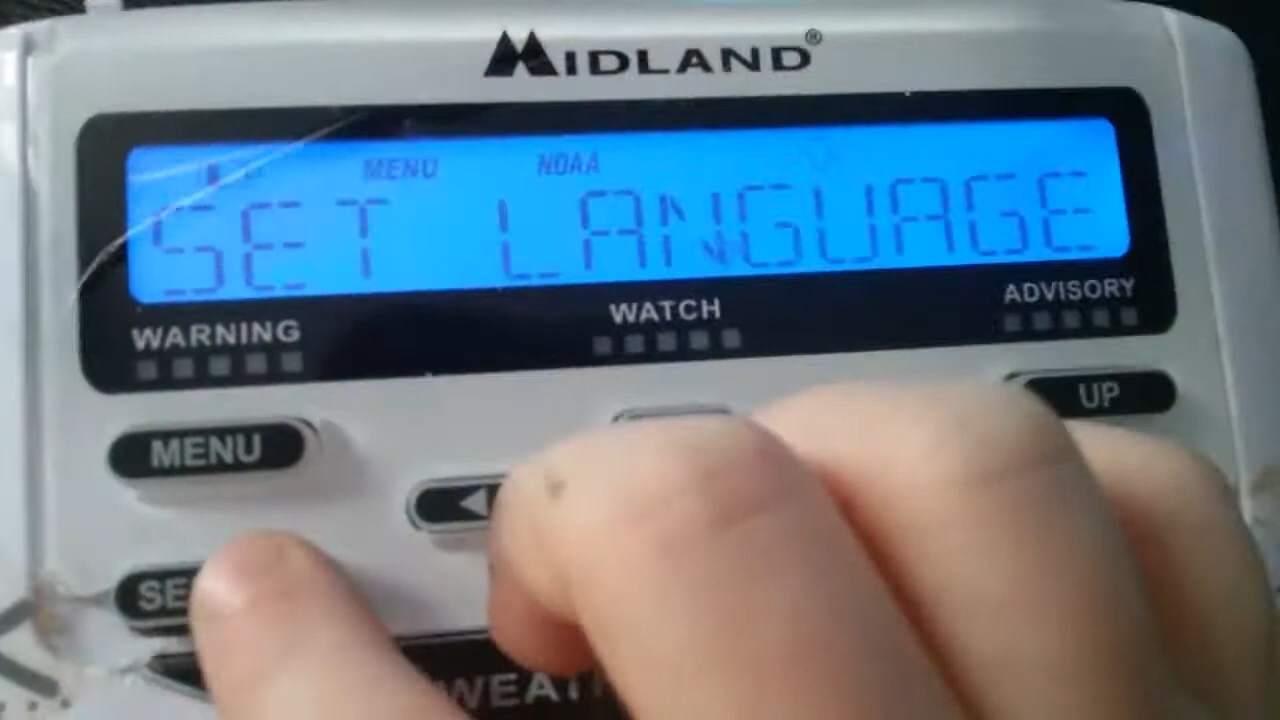 MIDLAND®
MENU NOAA
SET LANGUAGE
WARNING WATCH ADVISORY
UP
MENU